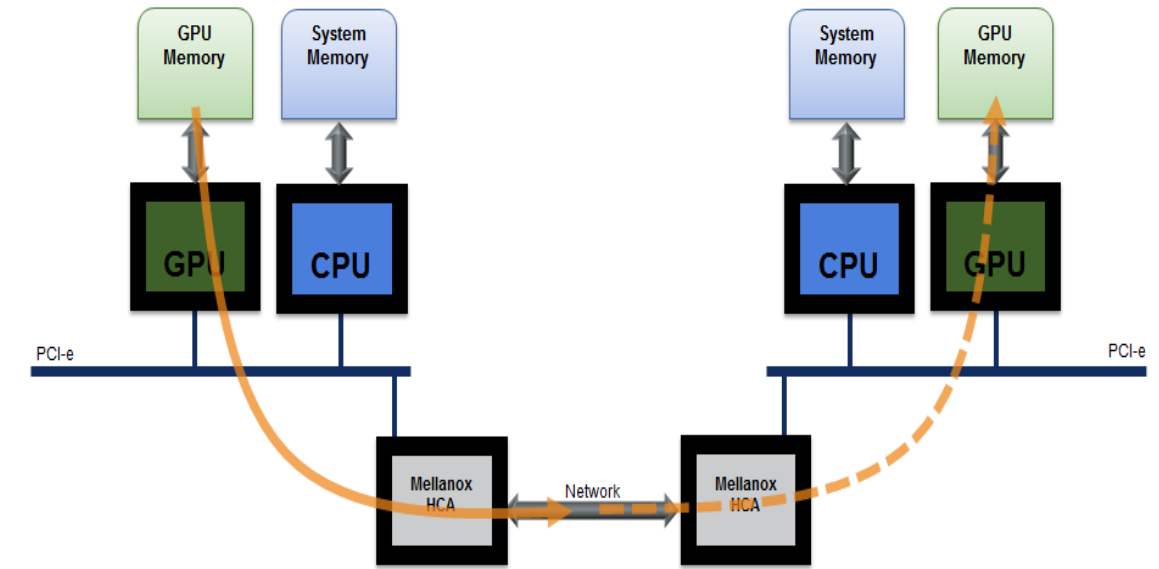 GPU
Memory
System
Memory
System
Memory
GPU
Memory
GPU
CPU
CPU
GPU
PCI-e
PCI-e
Mellanox
HCA
Network
Mellanox
HCA